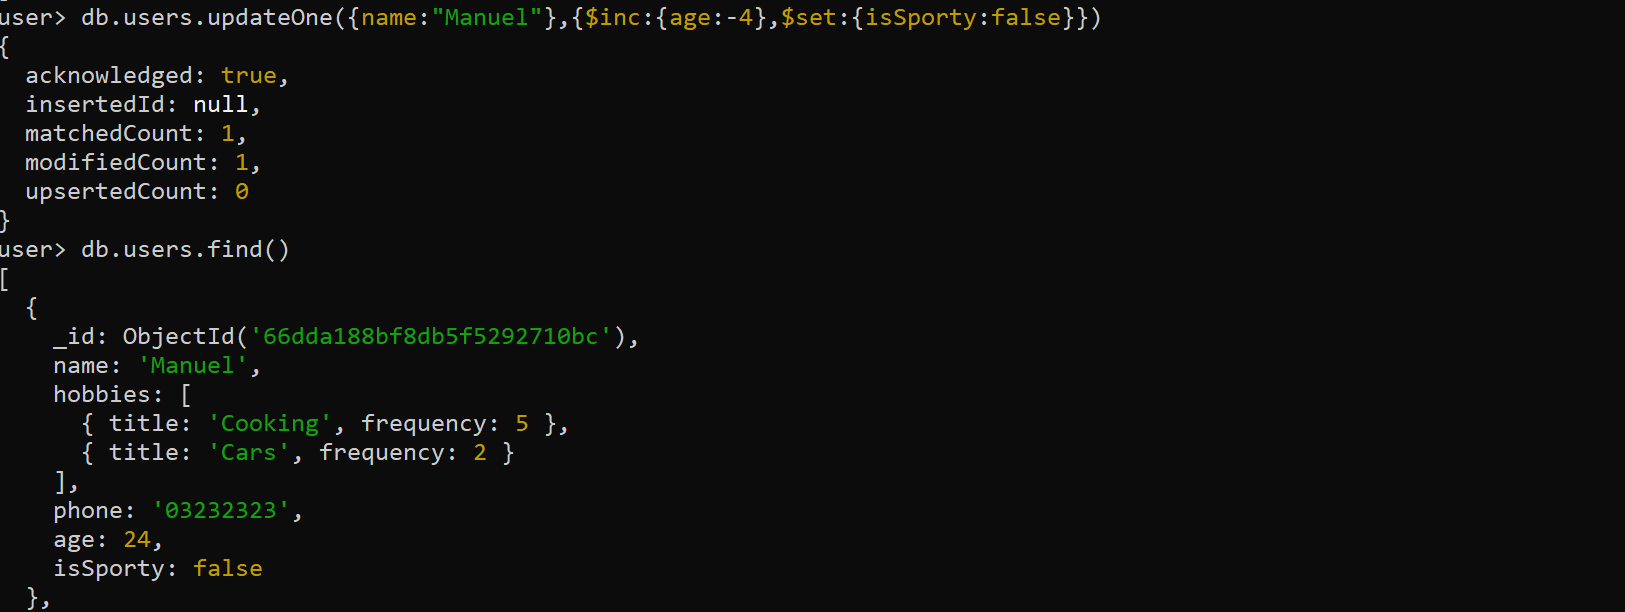 user> db.users.updateOne({name:"Manuel"},{$inc:{age:-4},$set:{isSporty:false}})
{
  acknowledged: true,
  insertedId: null,
  matchedCount: 1,
  modifiedCount: 1,
  upsertedCount: 0
}
user> db.users.find()
[
  {
    _id: ObjectId('66dda188bf8db5f5292710bc'),
    name: 'Manuel',
    hobbies: [
      { title: 'Cooking', frequency: 5 },
      { title: 'Cars', frequency: 2 }
    ],
    phone: '03232323',
    age: 24,
    isSporty: false
  },